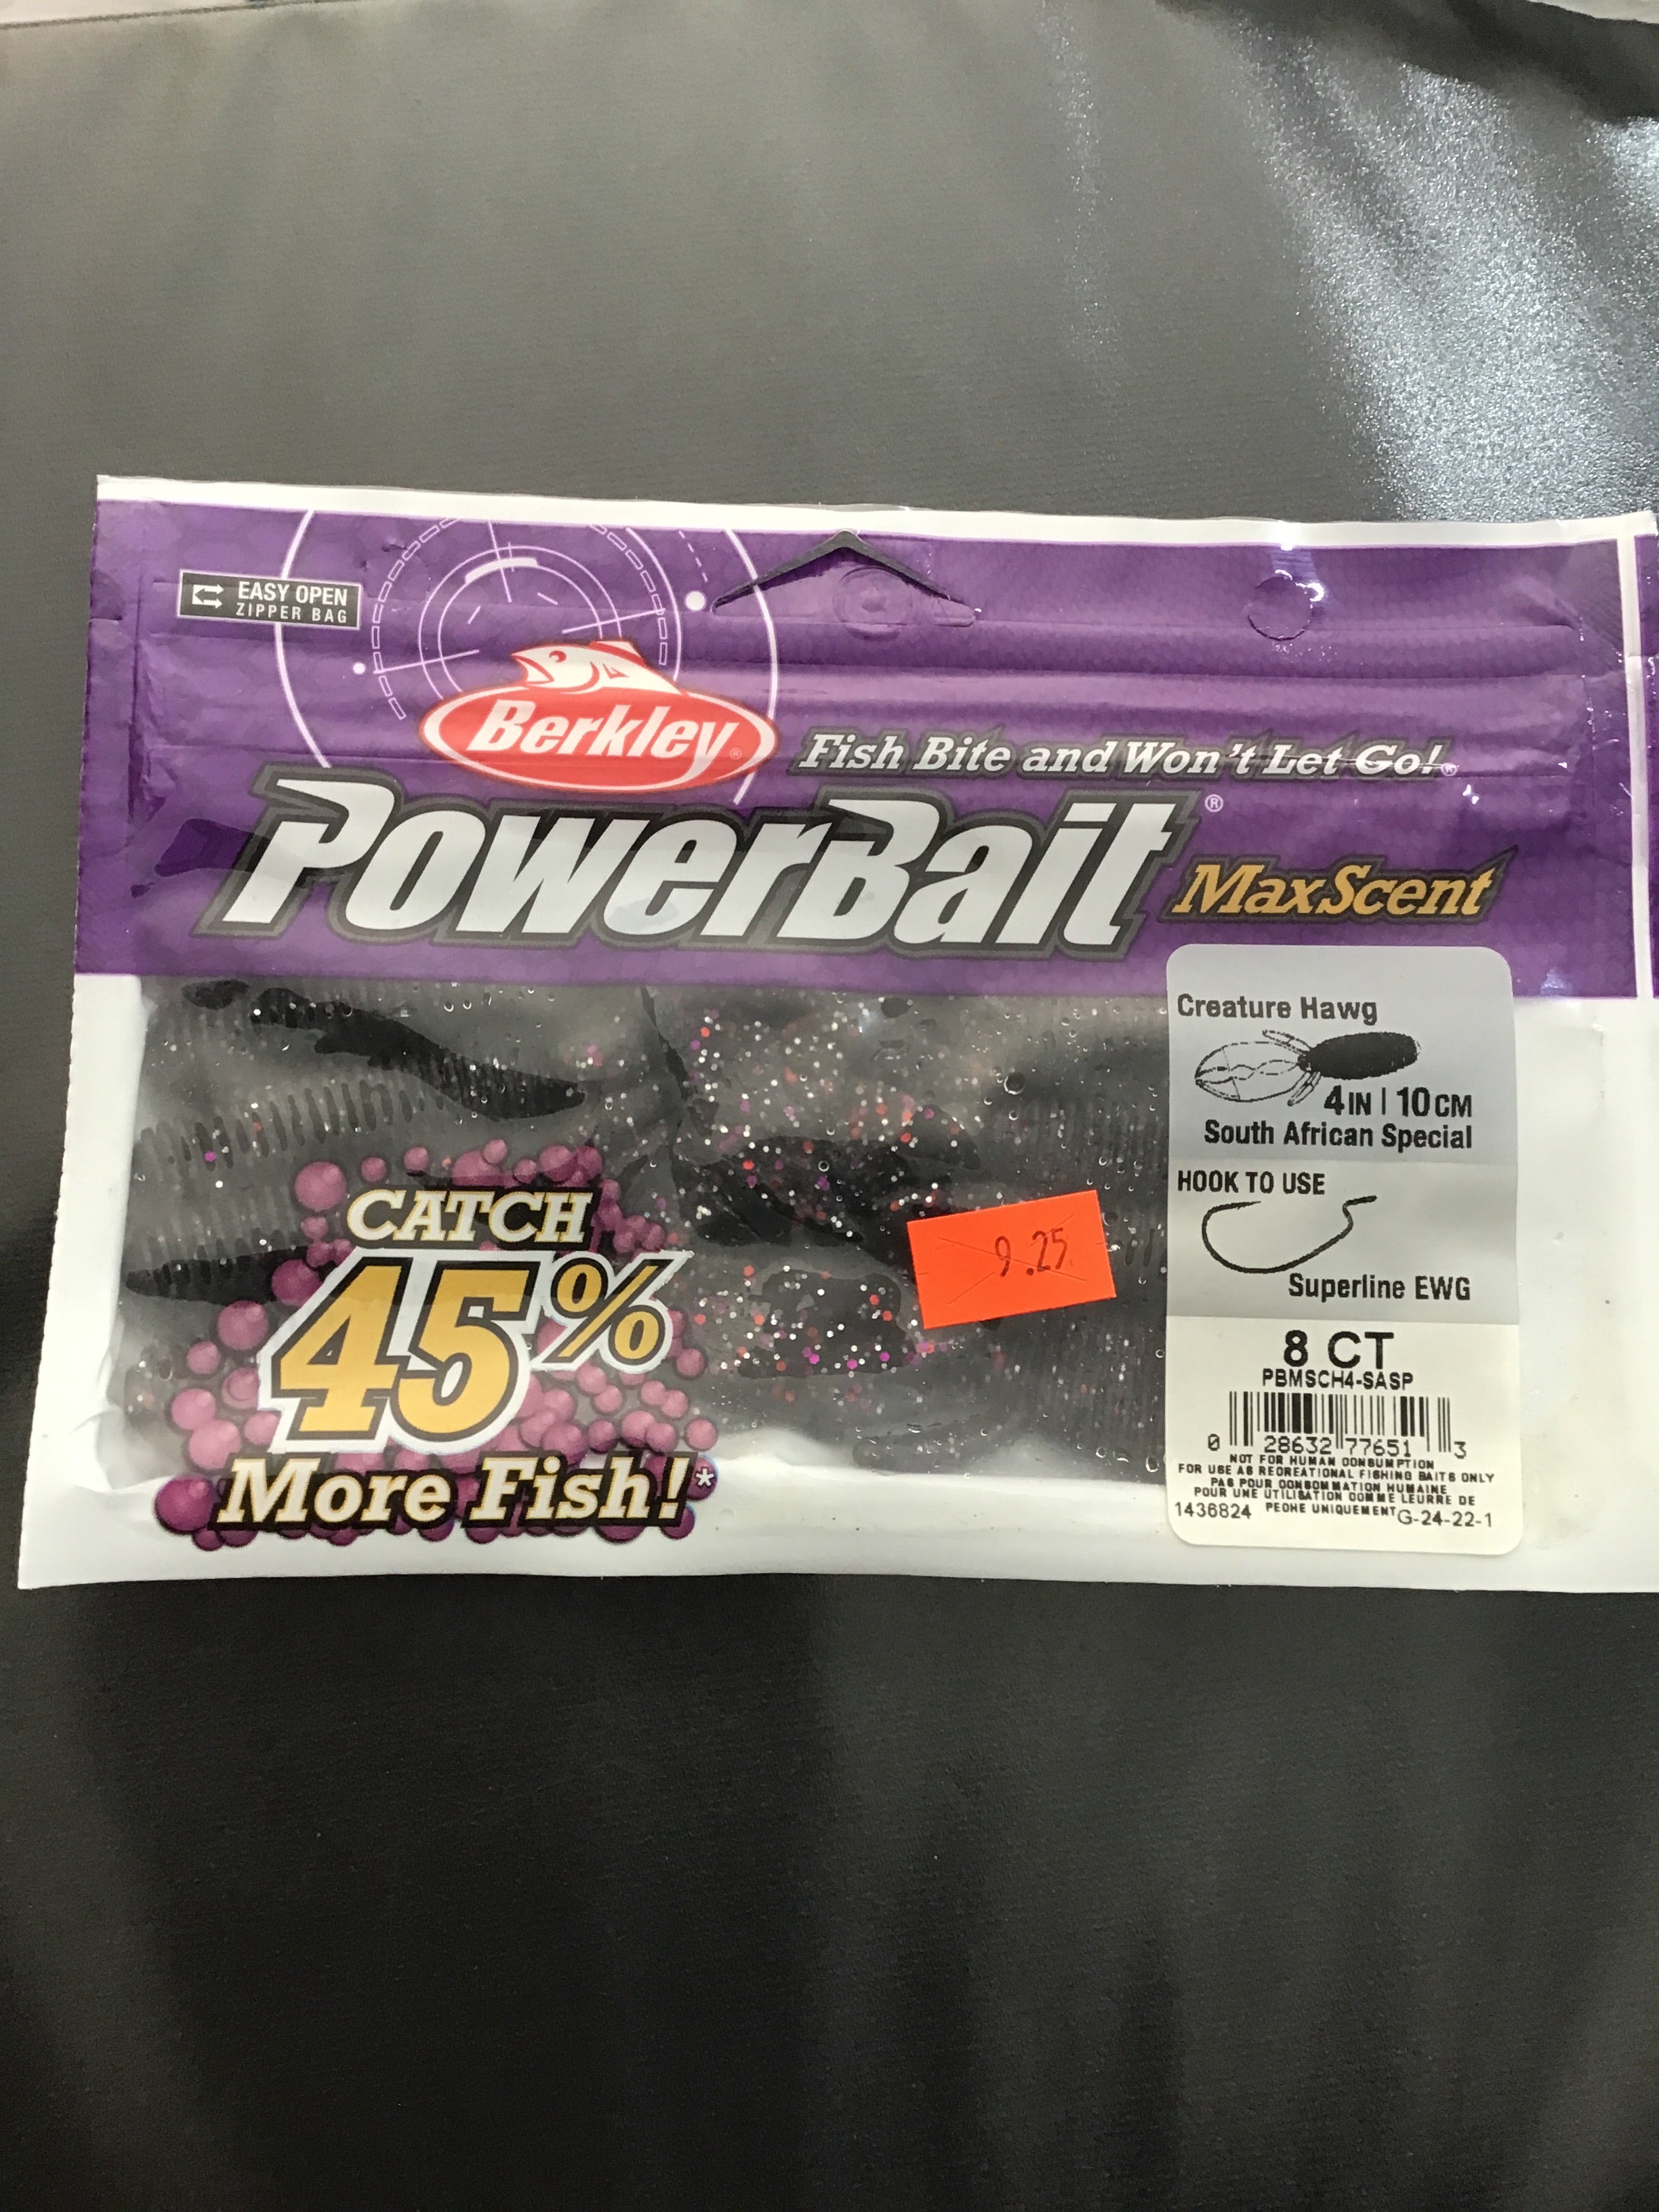 EASY OPEN
ZIPPER BAG
Berkley®
Fish Bite and Won't Let Go!®
PowerBait®
MaxScent
Creature Hawg
4IN | 10CM
South African Special
HOOK TO USE
Superline EWG
CATCH
45%
More Fish!*
9.25
8 CT
PBMSCH4-SASP
0 28632 77651 3
NOT FOR HUMAN CONSUMPTION
FOR USE AS RECREATIONAL FISHING BAITS ONLY
PAS POUR CONSOMMATION HUMAINE
POUR UNE UTILISATION COMME LEURRE DE
1436824 PECHE UNIQUEMENT G-24-22-1